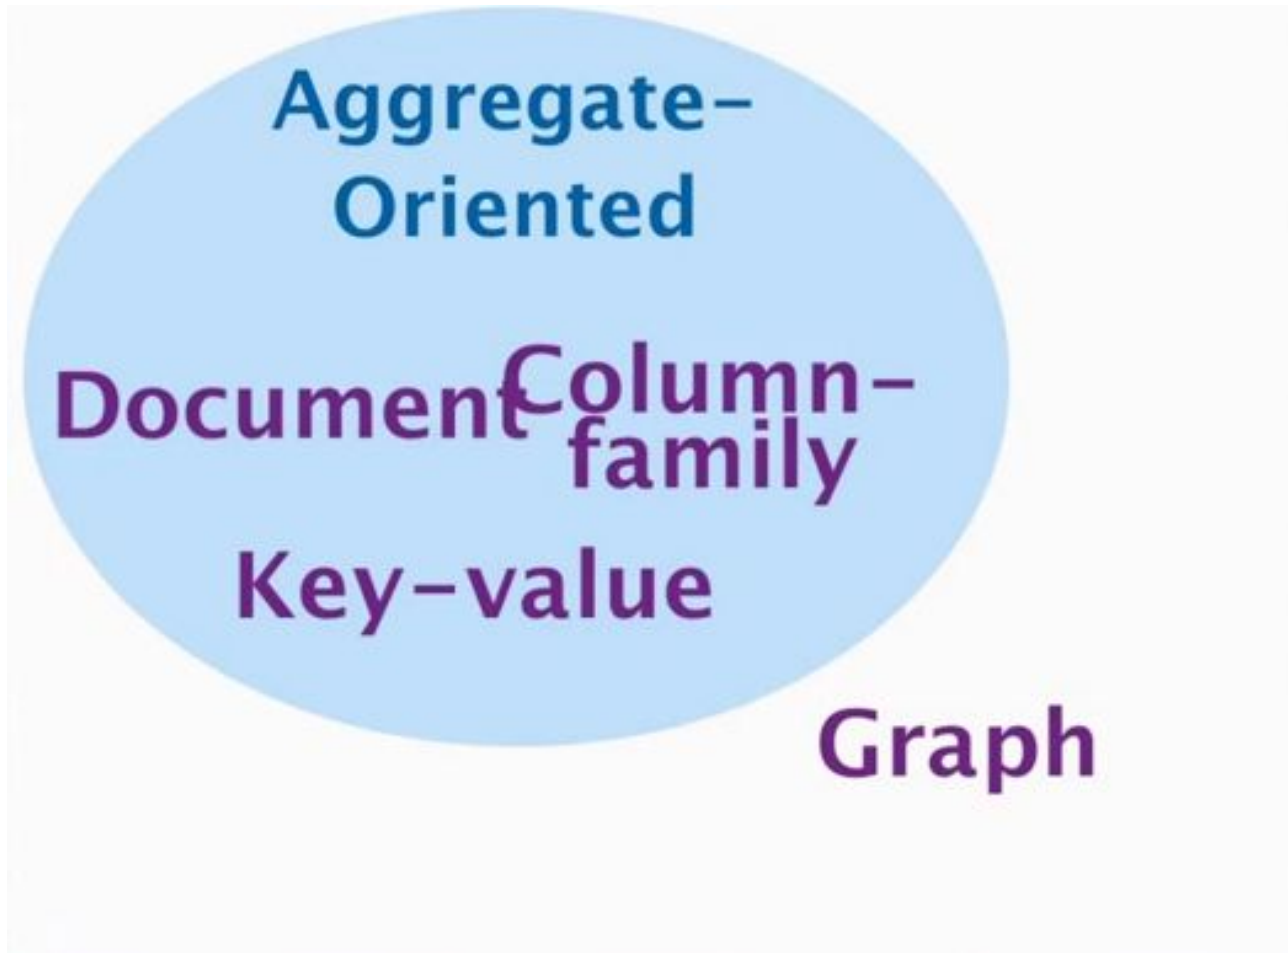 Aggregate-
Oriented
Document
Column-
family
Key-value
Graph